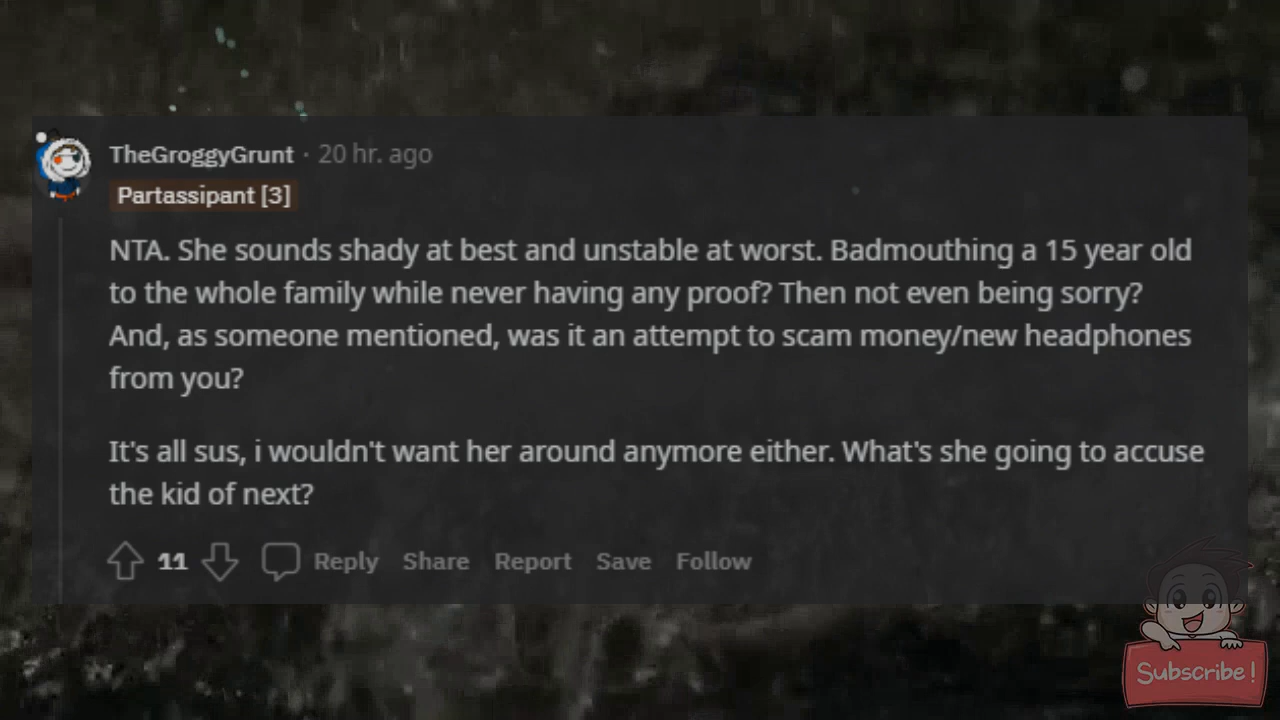 TheGroggyGrunt · 20 hr. ago
Partassipant [3]
NTA. She sounds shady at best and unstable at worst. Badmouthing a 15 year old
to the whole family while never having any proof? Then not even being sorry?
And, as someone mentioned, was it an attempt to scam money/new headphones
from you?
It's all sus, i wouldn't want her around anymore either. What's she going to accuse
the kid of next?
11 Reply Share Report Save Follow
Subscribe!